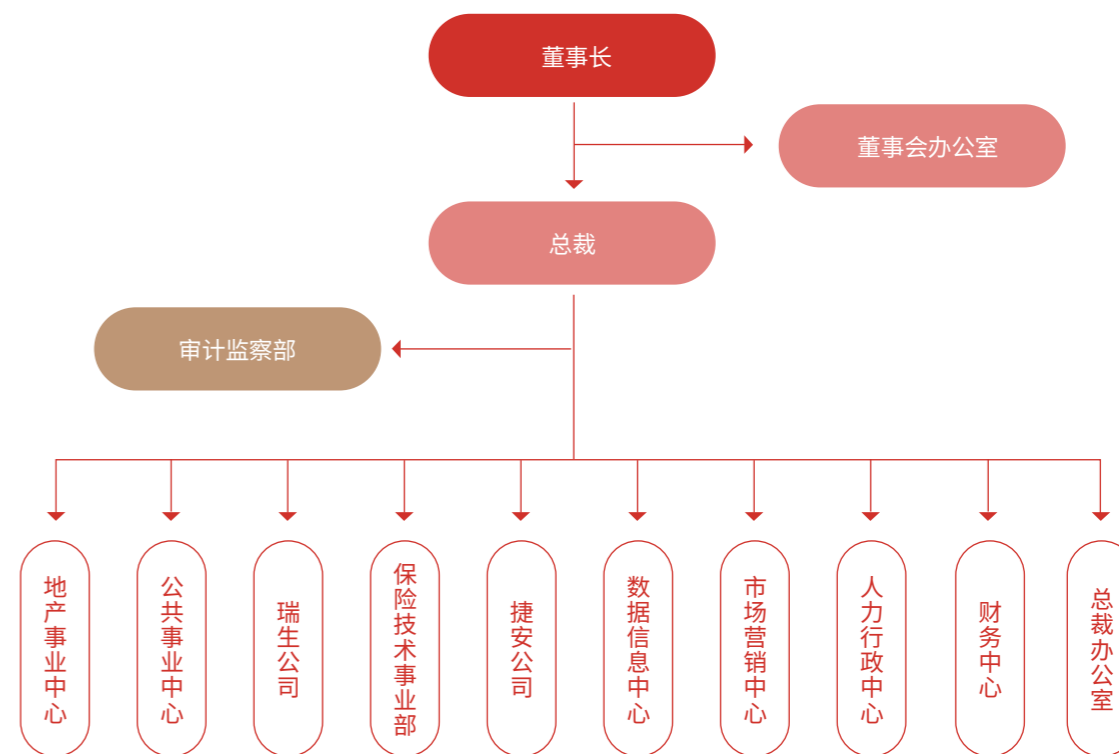 董事长
董事会办公室
总裁
审计监察部
地产事业中心
公共事业中心
瑞生公司
保险技术事业部
捷安公司
数据信息中心
市场营销中心
人力行政中心
财务中心
总裁办公室